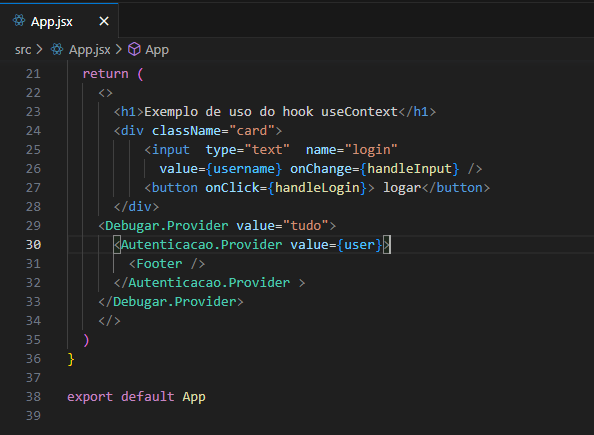 App.jsx
src > App.jsx > App
21 return (
22 <>
23 <h1>Exemplo de uso do hook useContext</h1>
24 <div className="card">
25 <input  type="text"  name="login"
26 value={username} onChange={handleInput} />
27 <button onClick={handleLogin}> logar</button>
28 </div>
29 <Debugar.Provider value="tudo">
30 <Autenticacao.Provider value={user}>
31 <Footer />
32 </Autenticacao.Provider >
33 </Debugar.Provider>
34 </>
35 )
36 }
37
38 export default App
39